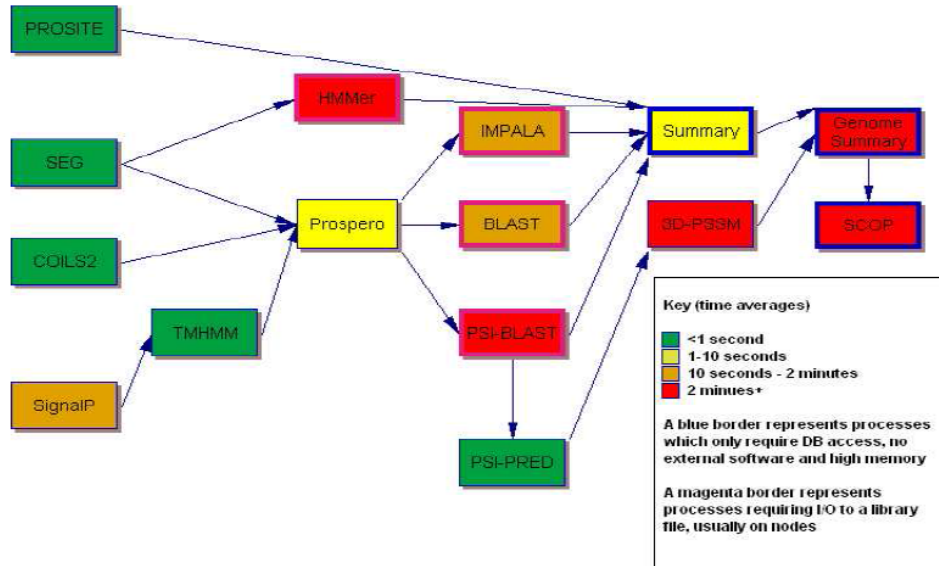 PROSITE
HMMer
IMPALA
Summary
Genome
Summary
SEG
Prospero
BLAST
3D-PSSM
SCOP
COILS2
TMHMM
PSI-BLAST
SignalP
PSI-PRED
Key (time averages)
<1 second
1-10 seconds
10 seconds - 2 minutes
2 minues+
A blue border represents processes
which only require DB access, no
external software and high memory
A magenta border represents
processes requiring I/O to a library
file, usually on nodes